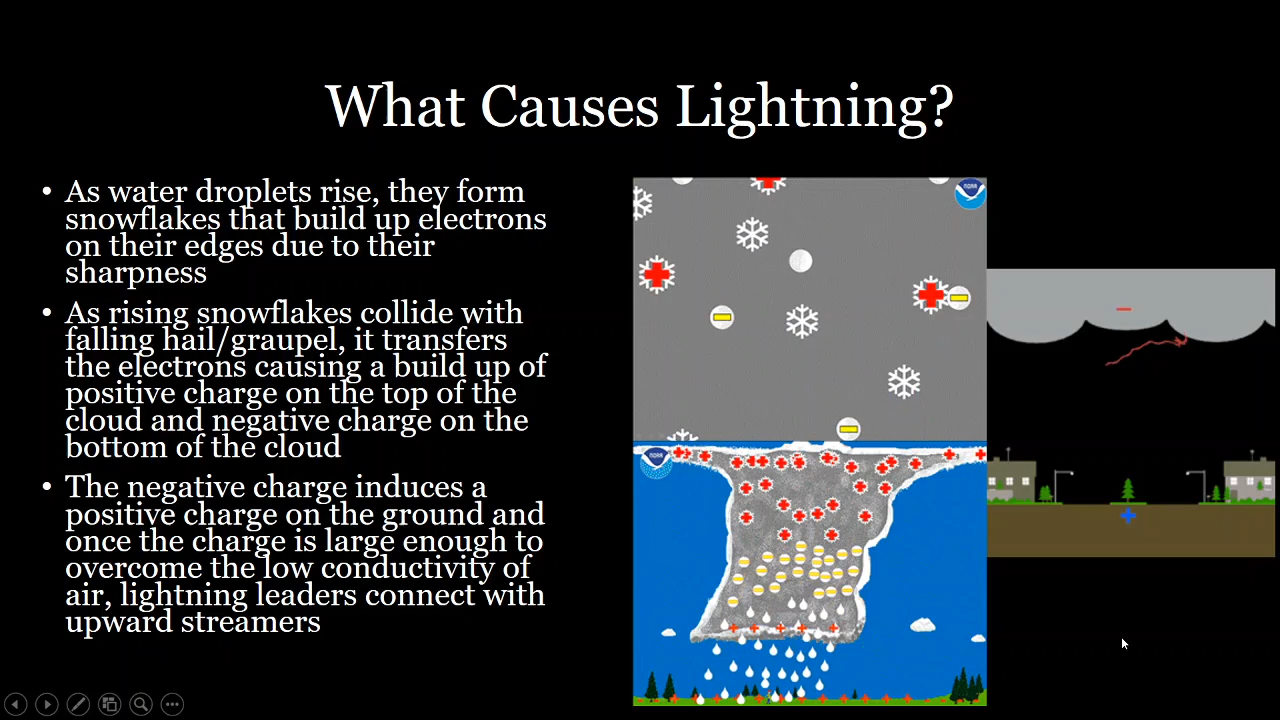 What Causes Lightning?
• As water droplets rise, they form
snowflakes that build up electrons
on their edges due to their
sharpness
• As rising snowflakes collide with
falling hail/graupel, it transfers
the electrons causing a build up of
positive charge on the top of the
cloud and negative charge on the
bottom of the cloud
• The negative charge induces a
positive charge on the ground and
once the charge is large enough to
overcome the low conductivity of
air, lightning leaders connect with
upward streamers
NOAA
NOAA